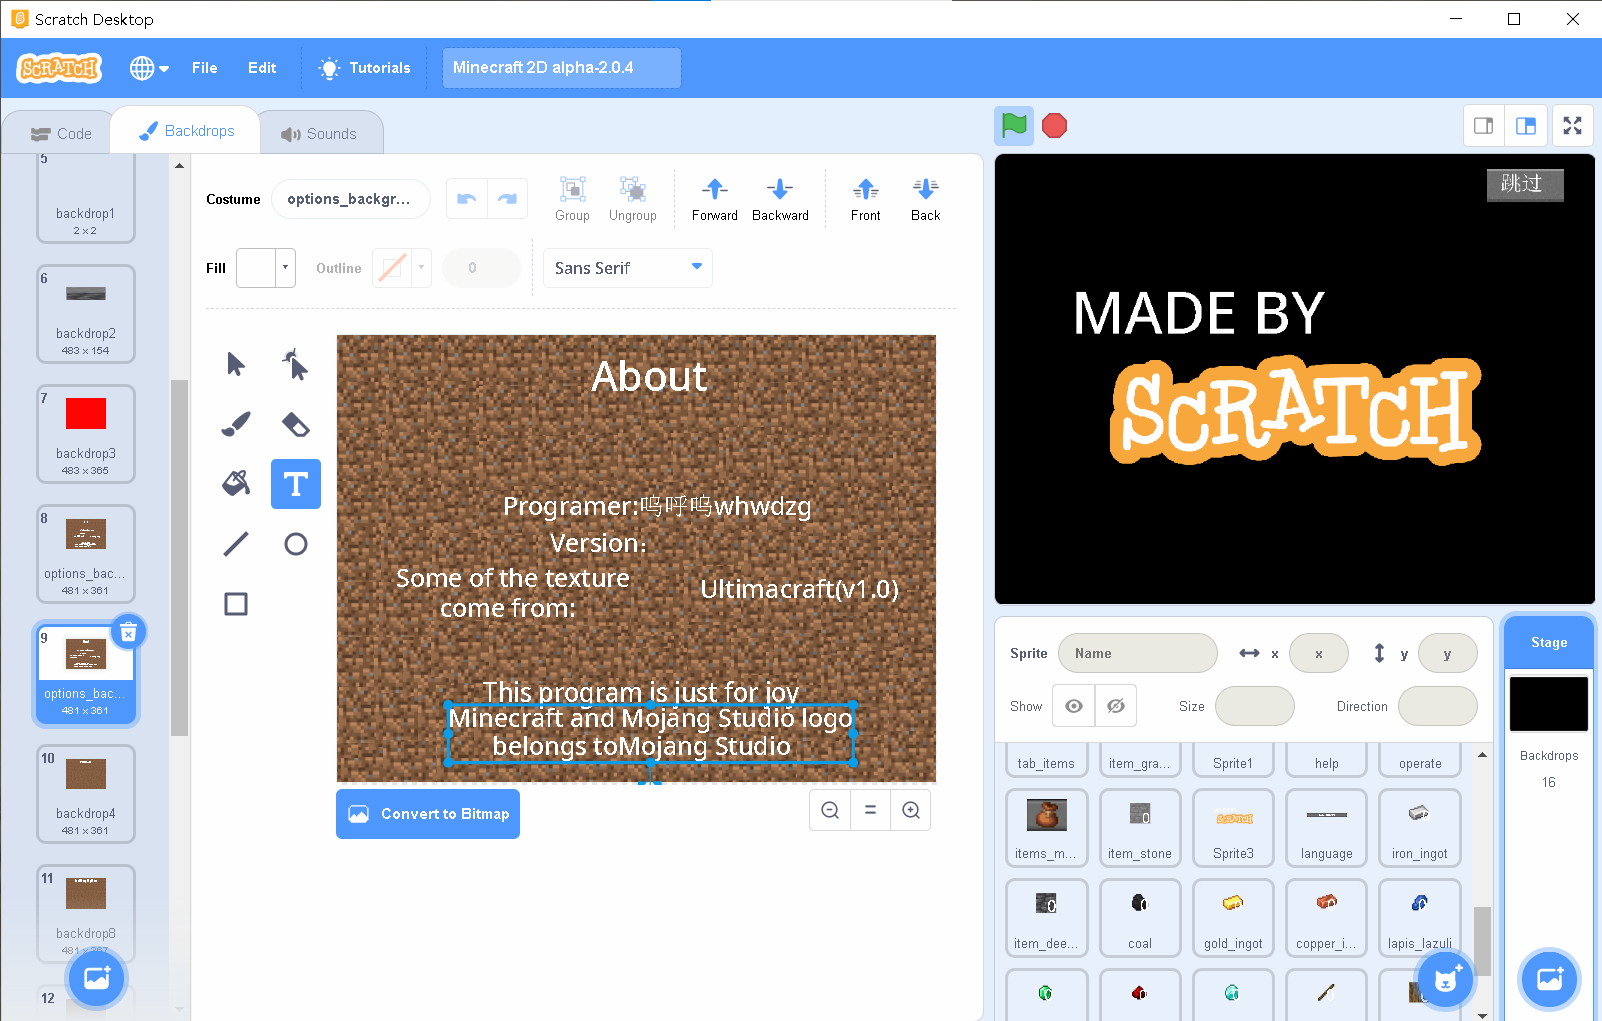 Scratch Desktop
SCRATCH
File
Edit
Tutorials
Minecraft 2D alpha-2.0.4
Code
Backdrops
Sounds
5
backdrop1
2 x 2
6
backdrop2
483 x 154
7
backdrop3
483 x 365
8
options_bac...
481 x 361
9
options_bac...
481 x 361
10
backdrop4
481 x 361
11
backdrop8
12
Costume
options_backgr...
Group
Ungroup
Forward
Backward
Front
Back
Fill
Outline
0
Sans Serif
T
About
Programer:呜呼呜whwdzg
Version：
Some of the texture
come from:
Ultimacraft(v1.0)
This program is just for joy
Minecraft and Mojang Studio logo
belongs toMojang Studio
Convert to Bitmap
跳过
MADE BY
SCRATCH
Sprite
Name
x
x
y
y
Show
Size
Direction
Stage
Backdrops
16
tab_items
item_gra...
Sprite1
help
operate
items_m...
item_stone
Sprite3
language
iron_ingot
item_dee...
coal
gold_ingot
copper_i...
lapis_lazuli